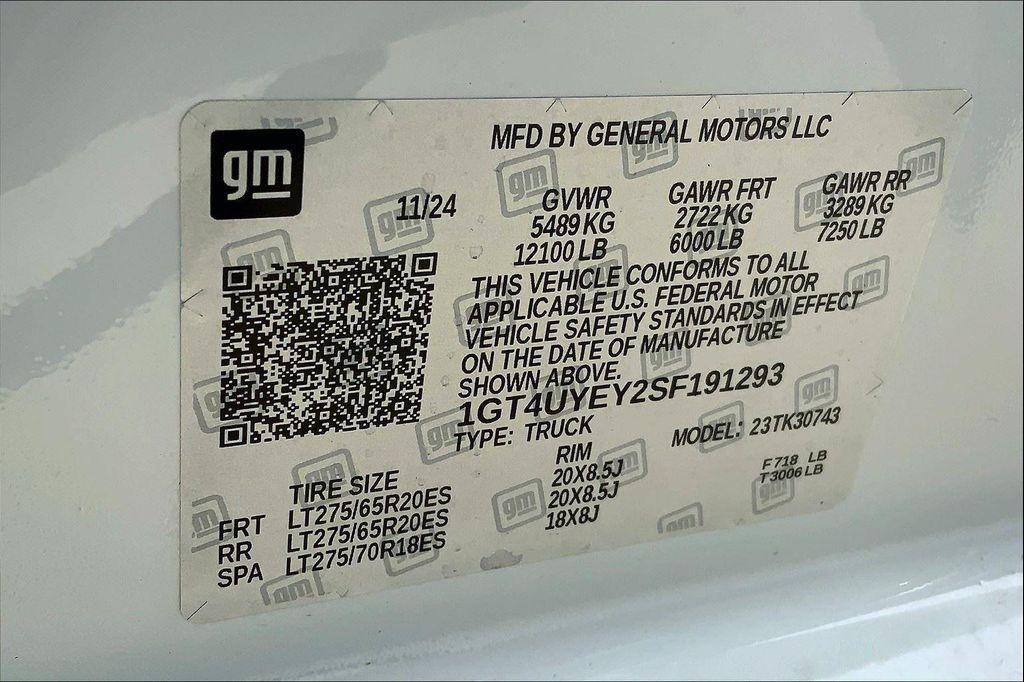 gm
MFD BY GENERAL MOTORS LLC
11/24
GVWR GAWR FRT GAWR RR
5489 KG 2722 KG 3289 KG
12100 LB 6000 LB 7250 LB
THIS VEHICLE CONFORMS TO ALL
APPLICABLE U.S. FEDERAL MOTOR
VEHICLE SAFETY STANDARDS IN EFFECT
ON THE DATE OF MANUFACTURE
SHOWN ABOVE.
1GT4UYEY2SF191293
TYPE: TRUCK MODEL: 23TK30743
TIRE SIZE RIM
FRT LT275/65R20ES 20X8.5J
RR LT275/65R20ES 20X8.5J
SPA LT275/70R18ES 18X8J
F 718 LB
T 3006 LB